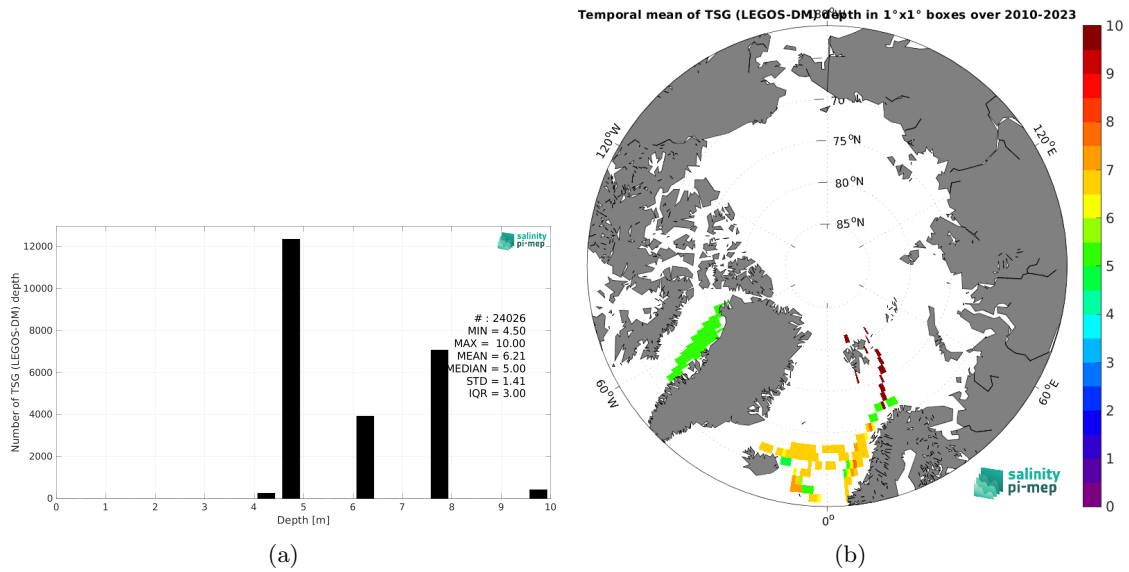 Number of TSG (LEGOS-DM) depth
12000
10000
8000
6000
4000
2000
0
0 1 2 3 4 5 6 7 8 9 10
Depth [m]
salinity
pi-mep
# : 24026
MIN = 4.50
MAX = 10.00
MEAN = 6.21
MEDIAN = 5.00
STD = 1.41
IQR = 3.00
(a)
Temporal mean of TSG (LEGOS-DM) depth in 1°x1° boxes over 2010-2023
180°W
70
75°N
80°N
85°N
120°W
120°E
60°W
60°E
0°
salinity
pi-mep
10
9
8
7
6
5
4
3
2
1
0
(b)